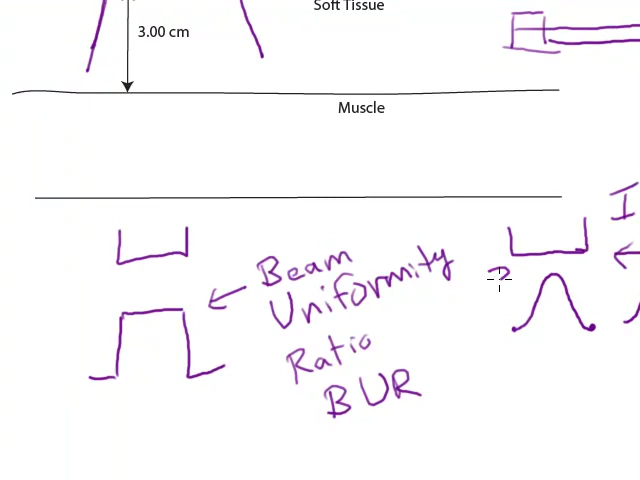 Soft Tissue
3.00 cm
Muscle
I
Beam
Uniformity
Ratio
BUR